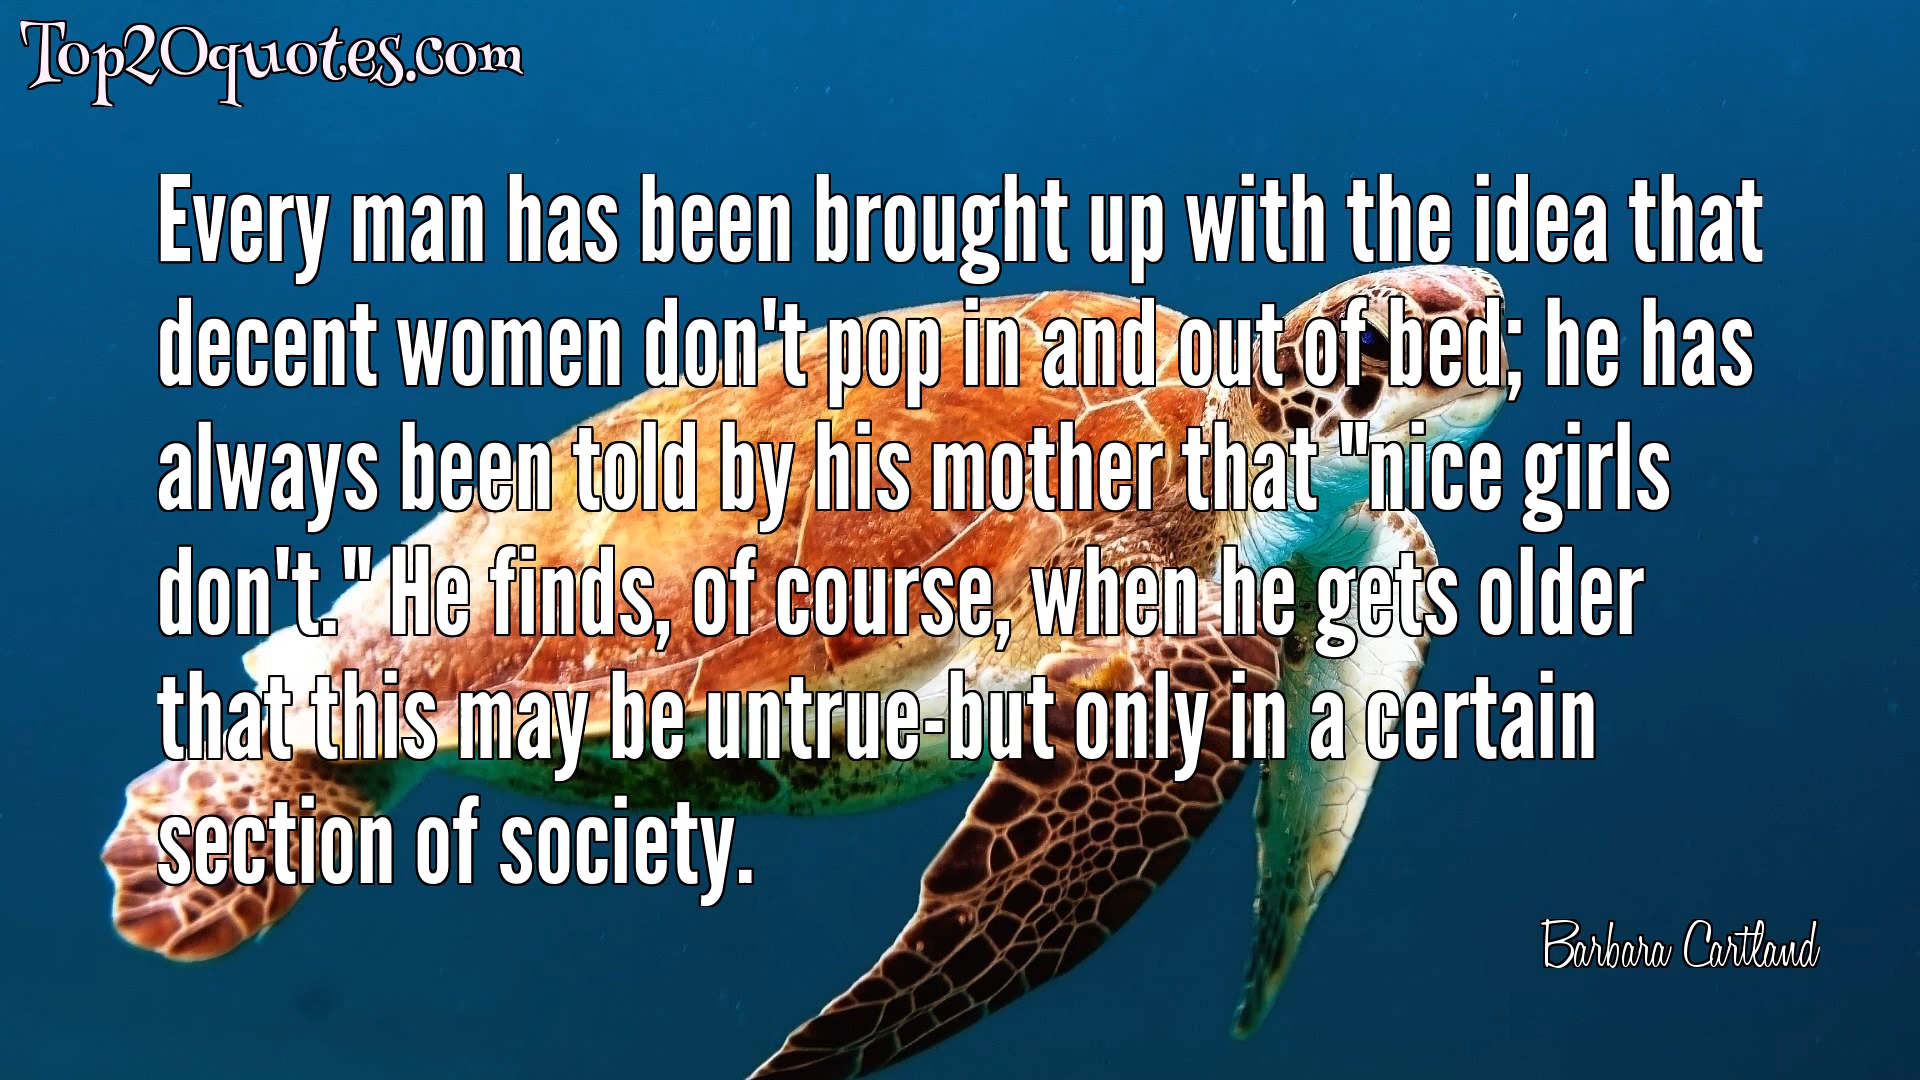 Top20quotes.com
Every man has been brought up with the idea that
decent women don't pop in and out of bed; he has
always been told by his mother that "nice girls
don't." He finds, of course, when he gets older
that this may be untrue-but only in a certain
section of society.
Barbara Cartland